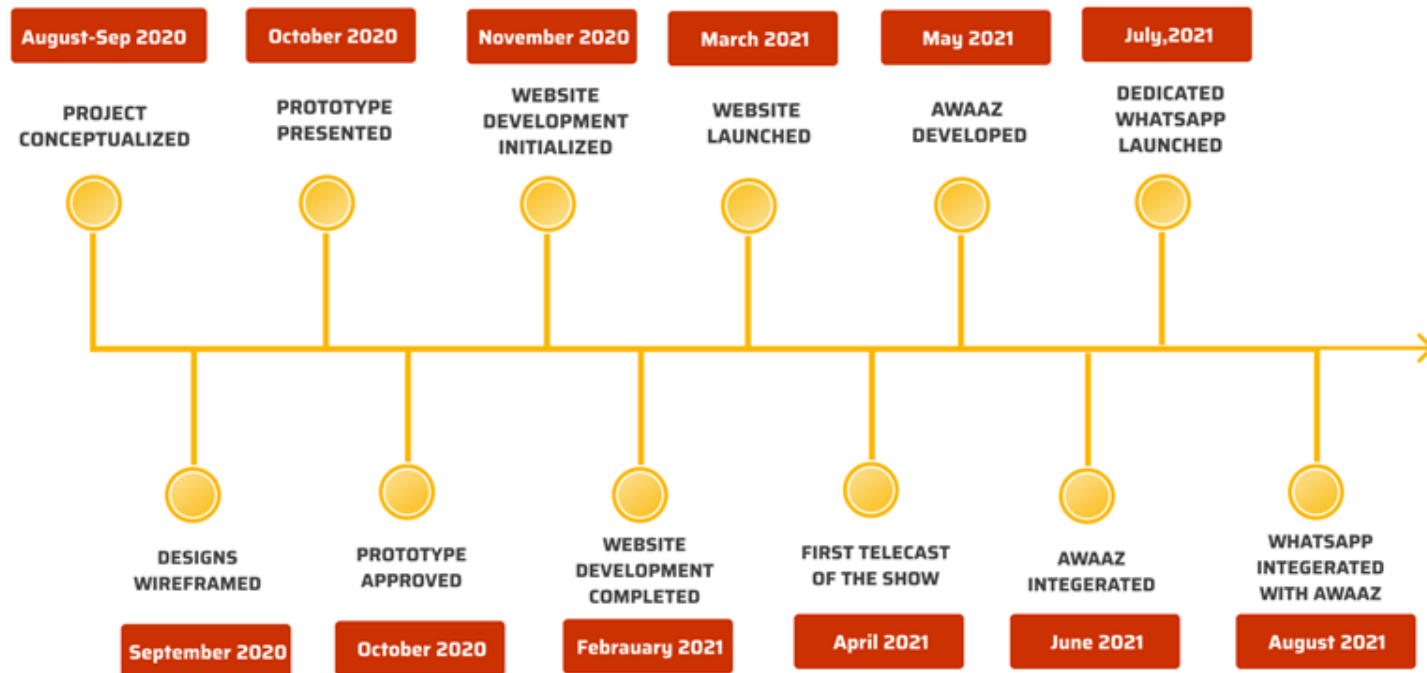 August-Sep 2020
PROJECT
CONCEPTUALIZED
October 2020
PROTOTYPE
PRESENTED
November 2020
WEBSITE
DEVELOPMENT
INITIALIZED
March 2021
WEBSITE
LAUNCHED
May 2021
AWAAZ
DEVELOPED
July,2021
DEDICATED
WHATSAPP
LAUNCHED
DESIGNS
WIREFRAMED
September 2020
PROTOTYPE
APPROVED
October 2020
WEBSITE
DEVELOPMENT
COMPLETED
Febrauary 2021
FIRST TELECAST
OF THE SHOW
April 2021
AWAAZ
INTEGERATED
June 2021
WHATSAPP
INTEGERATED
WITH AWAAZ
August 2021